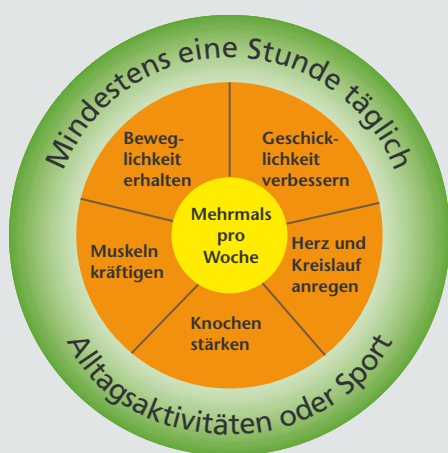 Mindestens eine Stunde täglich
Beweg-
lichkeit
erhalten
Geschick-
lichkeit
verbessern
Mehrmals
pro
Woche
Muskeln
kräftigen
Herz und
Kreislauf
anregen
Knochen
stärken
Alltagsaktivitäten oder Sport